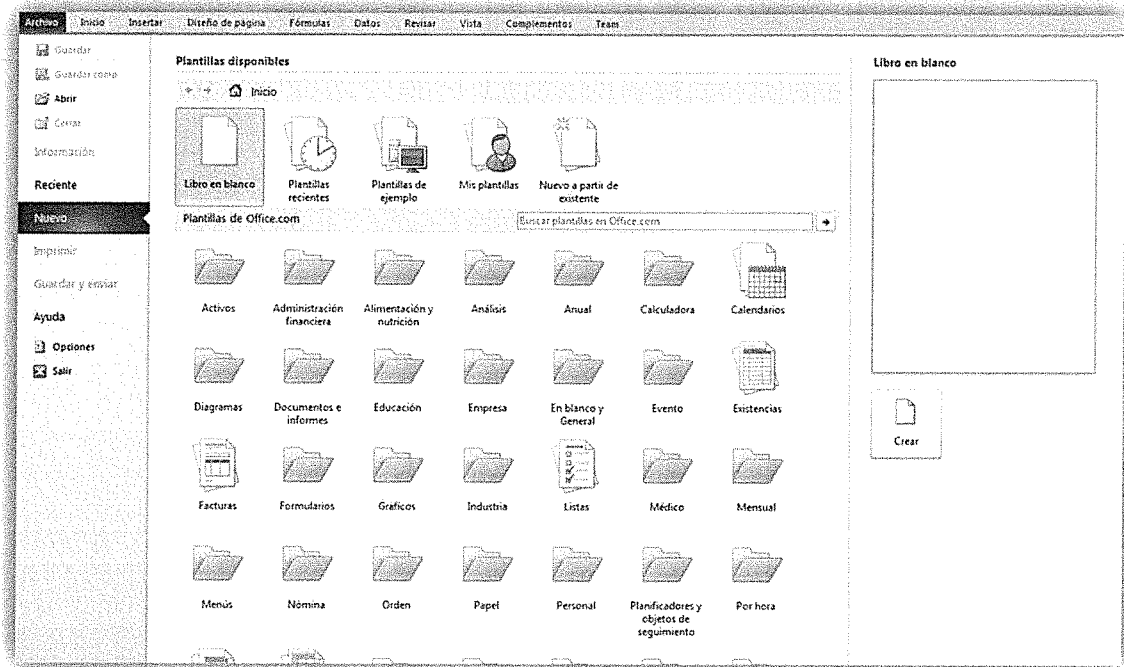 Archivo Inicio Insertar Diseño de página Fórmulas Datos Revisar Vista Complementos Team
Guardar
Guardar como
Abrir
Cerrar
Información
Reciente
Nuevo
Imprimir
Guardar y enviar
Ayuda
Opciones
Salir
Plantillas disponibles
Inicio
Libro en blanco
Plantillas
recientes
Plantillas de
ejemplo
Mis plantillas
Nuevo a partir de
existente
Plantillas de Office.com
Buscar plantillas en Office.com
Activos
Administración
financiera
Alimentación y
nutrición
Análisis
Anual
Calculadora
Calendarios
Diagramas
Documentos e
informes
Educación
Empresa
En blanco y
General
Evento
Existencias
Facturas
Formularios
Gráficos
Industria
Listas
Médico
Mensual
Menús
Nómina
Orden
Papel
Personal
Planificadores y
objetos de
seguimiento
Por hora
Libro en blanco
Crear